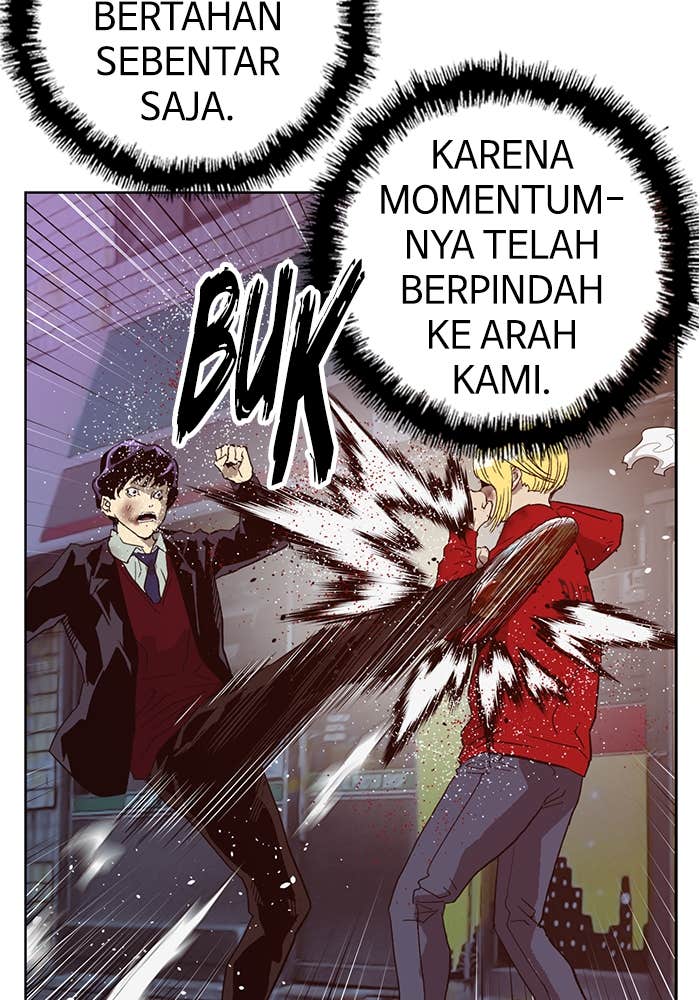 BERTAHAN
SEBENTAR
SAJA.
KARENA
MOMENTUM-
NYA TELAH
BERPINDAH
KE ARAH
KAMI.
BUK